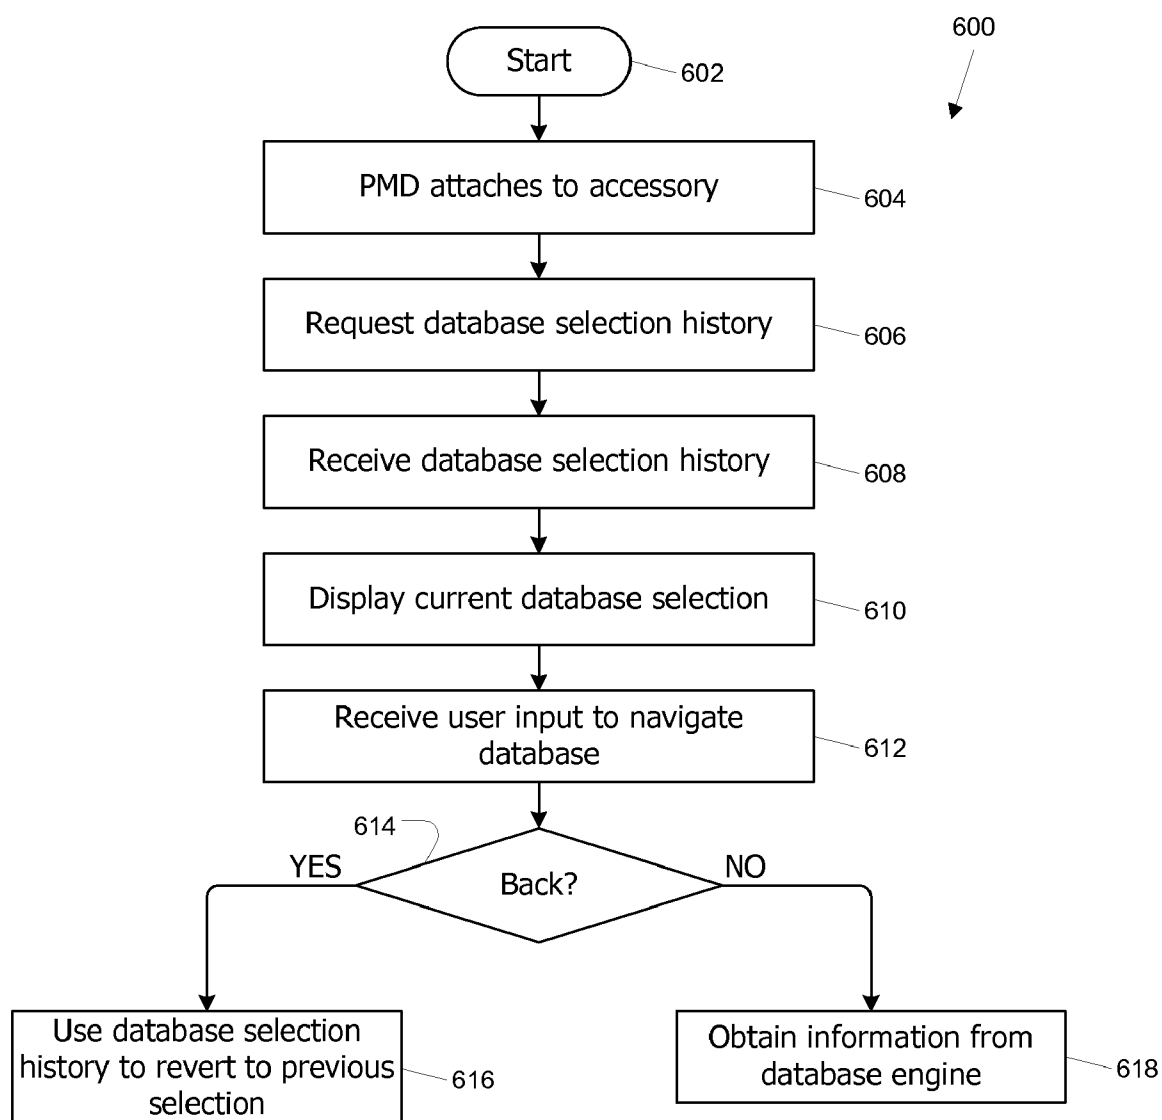 600
Start
602
PMD attaches to accessory
604
Request database selection history
606
Receive database selection history
608
Display current database selection
610
Receive user input to navigate
database
612
614
YES
Back?
NO
Use database selection
history to revert to previous
selection
616
Obtain information from
database engine
618